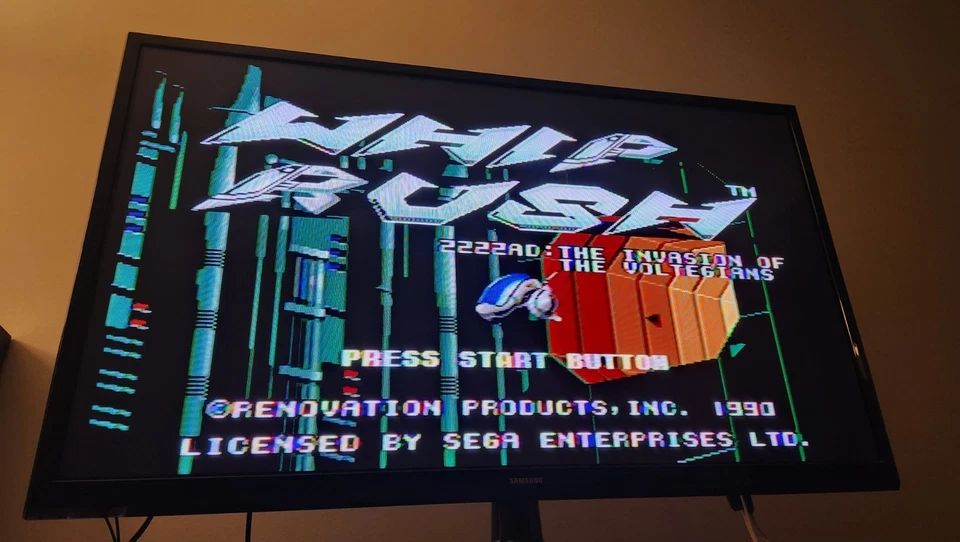 WHIP
RUSH
TM
2222AD:THE INVASION OF
THE VOLTEGIANS
PRESS START BUTTON
©RENOVATION PRODUCTS,INC. 1990
LICENSED BY SEGA ENTERPRISES LTD.
SAMSUNG